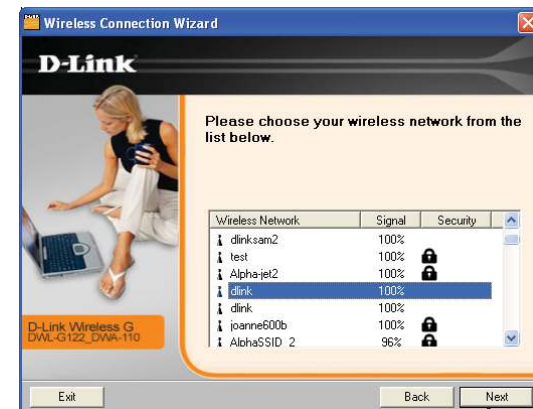 Wireless Connection Wizard
D-Link
Please choose your wireless network from the
list below.
Wireless Network Signal Security
dlinksam2 100%
test 100%
Alpha-jet2 100%
dlink 100%
dlink 100%
joanne600b 100%
AlphaSSID 2 96%
D-Link Wireless G
DWL-G122_DWA-110
Exit Back Next